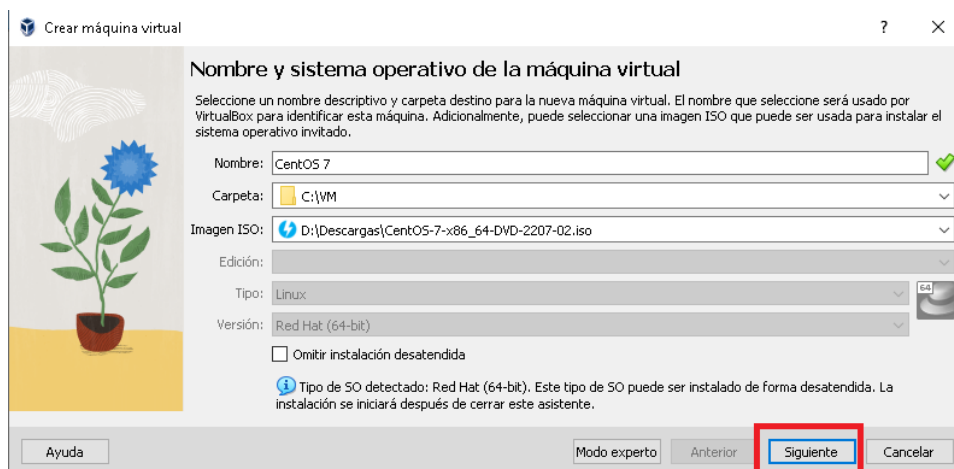 Crear máquina virtual
? ×
Nombre y sistema operativo de la máquina virtual
Seleccione un nombre descriptivo y carpeta destino para la nueva máquina virtual. El nombre que seleccione será usado por
VirtualBox para identificar esta máquina. Adicionalmente, puede seleccionar una imagen ISO que puede ser usada para instalar el
sistema operativo invitado.
Nombre: CentOS 7
Carpeta: C:\VM
Imagen ISO: D:\Descargas\CentOS-7-x86_64-DVD-2207-02.iso
Edición:
Tipo: Linux
64
Versión: Red Hat (64-bit)
Omitir instalación desatendida
Tipo de SO detectado: Red Hat (64-bit). Este tipo de SO puede ser instalado de forma desatendida. La
instalación se iniciará después de cerrar este asistente.
Ayuda Modo experto Anterior Siguiente Cancelar